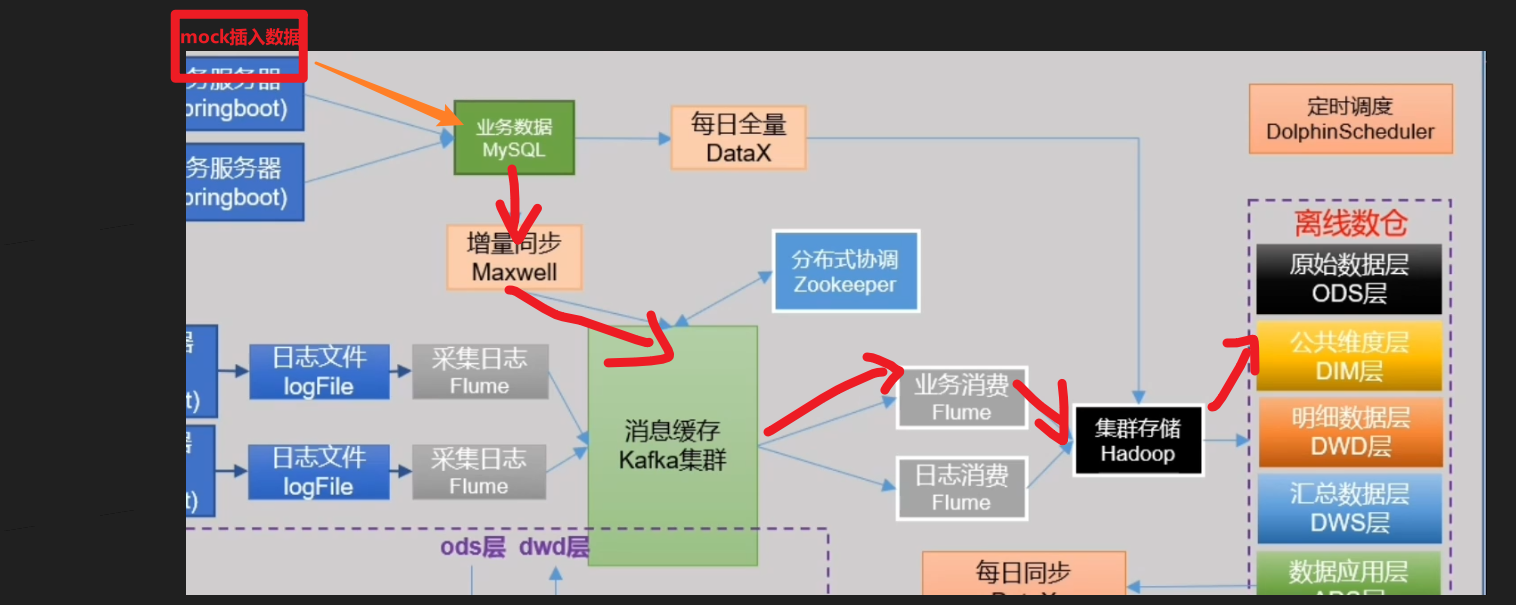 mock插入数据
务服务器
pringboot)
业务数据
MySQL
每日全量
DataX
定时调度
DolphinScheduler
务服务器
pringboot)
离线数仓
增量同步
Maxwell
分布式协调
Zookeeper
原始数据层
ODS层
公共维度层
DIM层
日志文件
logFile
采集日志
Flume
t)
业务消费
Flume
消息缓存
Kafka集群
集群存储
Hadoop
明细数据层
DWD层
日志文件
logFile
采集日志
Flume
t)
日志消费
Flume
汇总数据层
DWS层
ods层 dwd层
每日同步
数据应用层